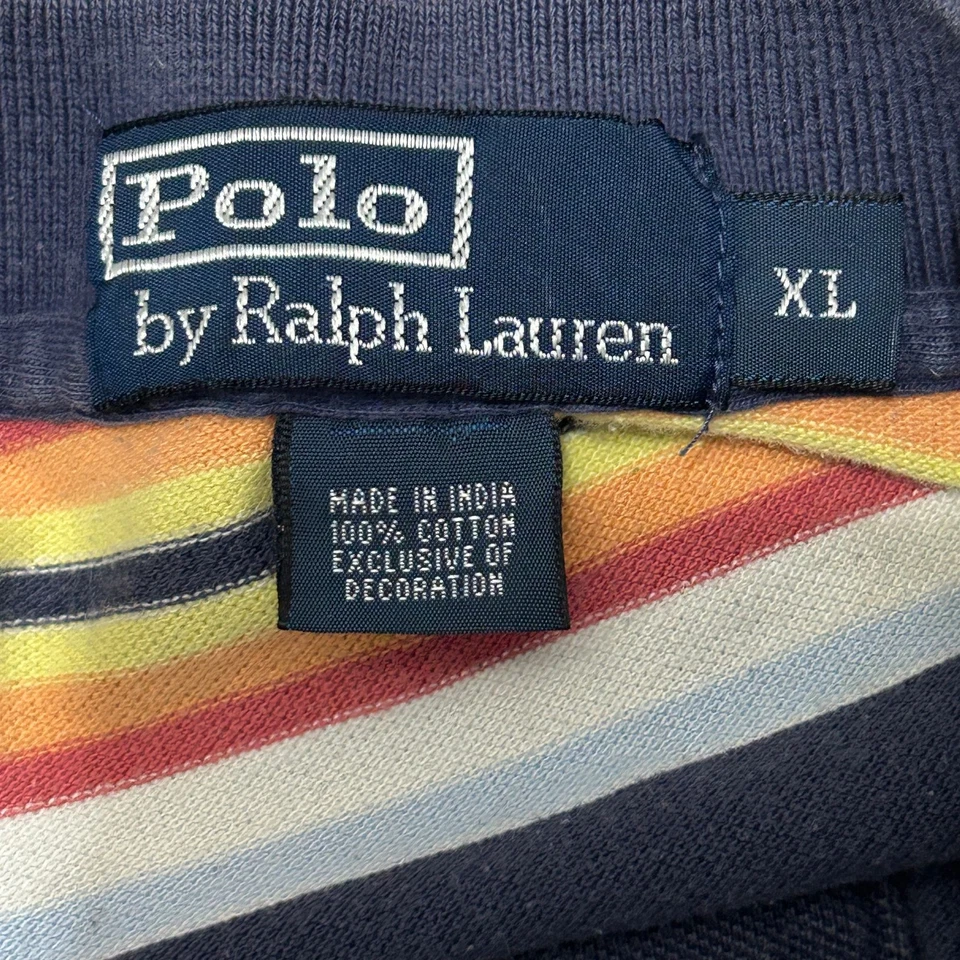 Polo
by Ralph Lauren
XL
MADE IN INDIA
100% COTTON
EXCLUSIVE OF
DECORATION